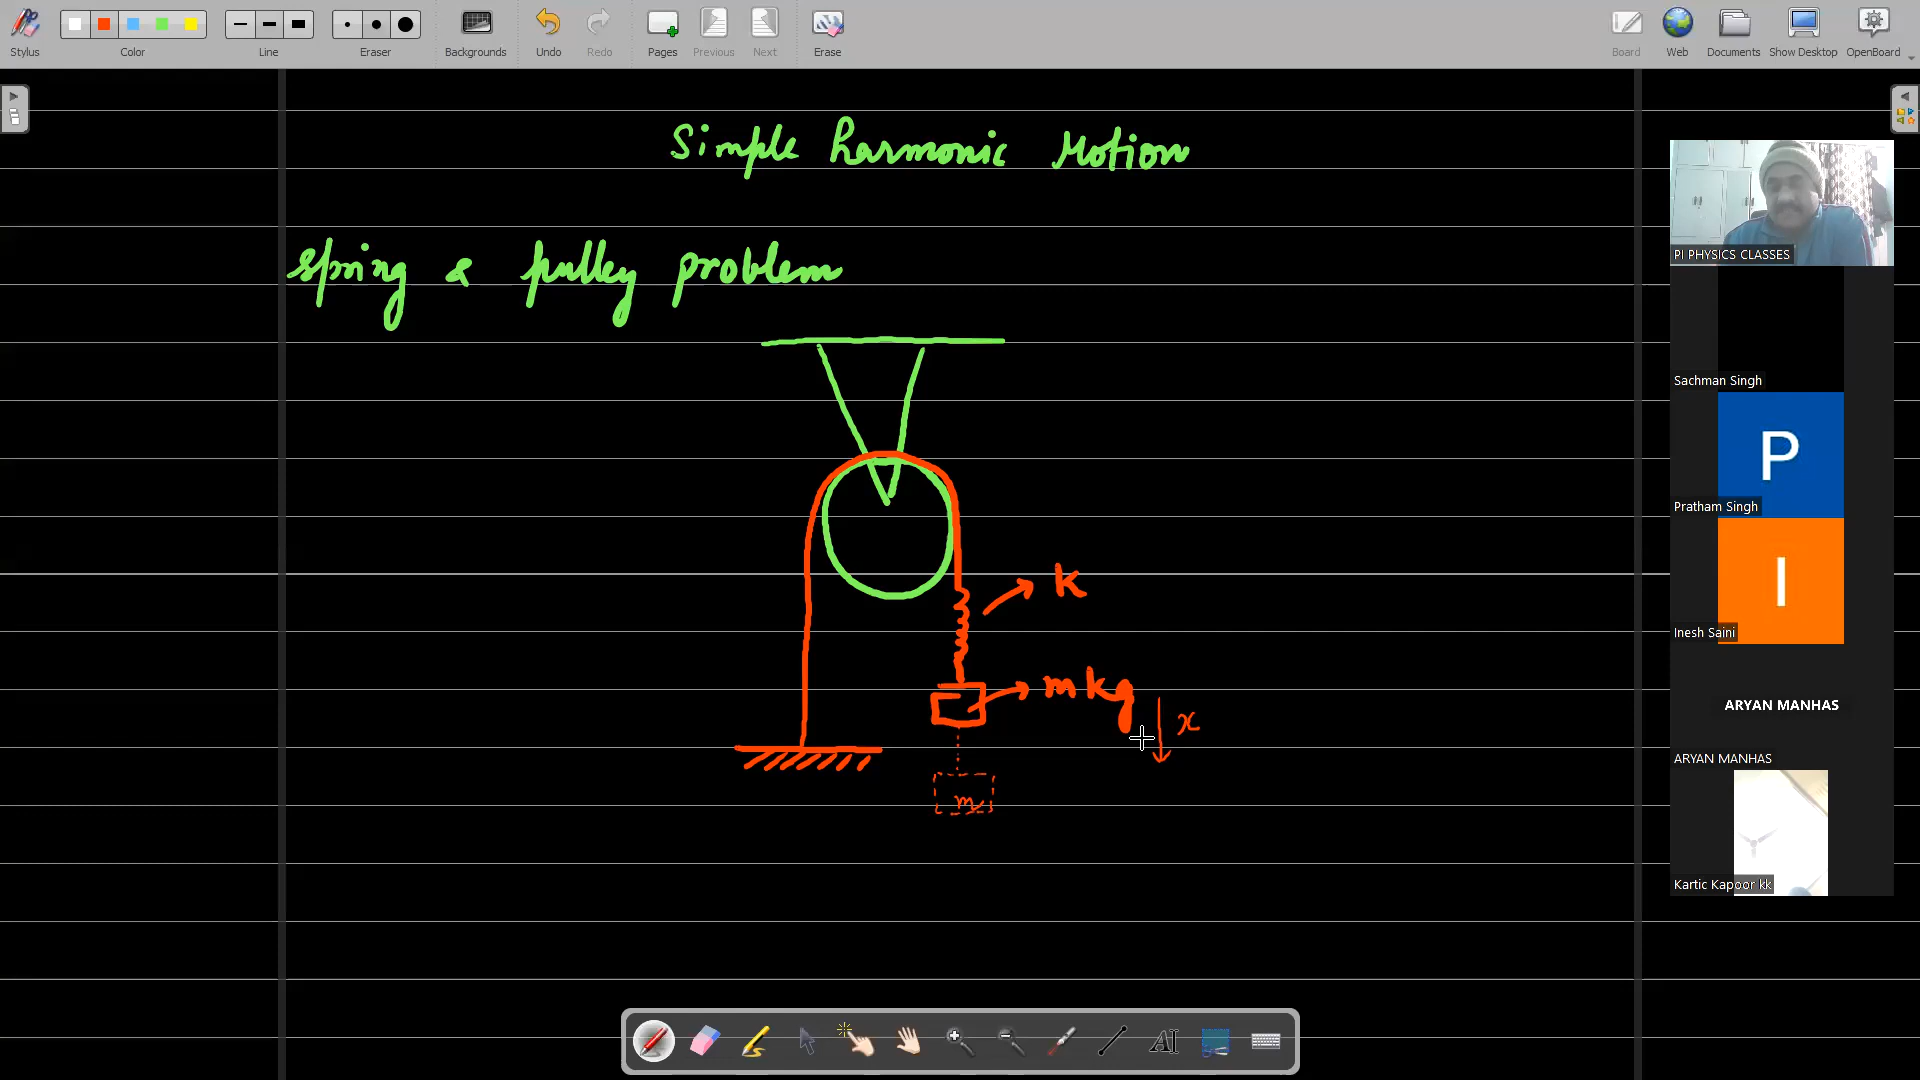 Stylus
Color
Line
Eraser
Backgrounds
Undo
Redo
Pages
Previous
Next
Erase
Board
Web
Documents
Show Desktop
OpenBoard
Simple harmonic Motion
spring & pulley problem
k
m kg
x
m
AI
PI PHYSICS CLASSES
Sachman Singh
P
Pratham Singh
I
Inesh Saini
ARYAN MANHAS
ARYAN MANHAS
Kartic Kapoor kk